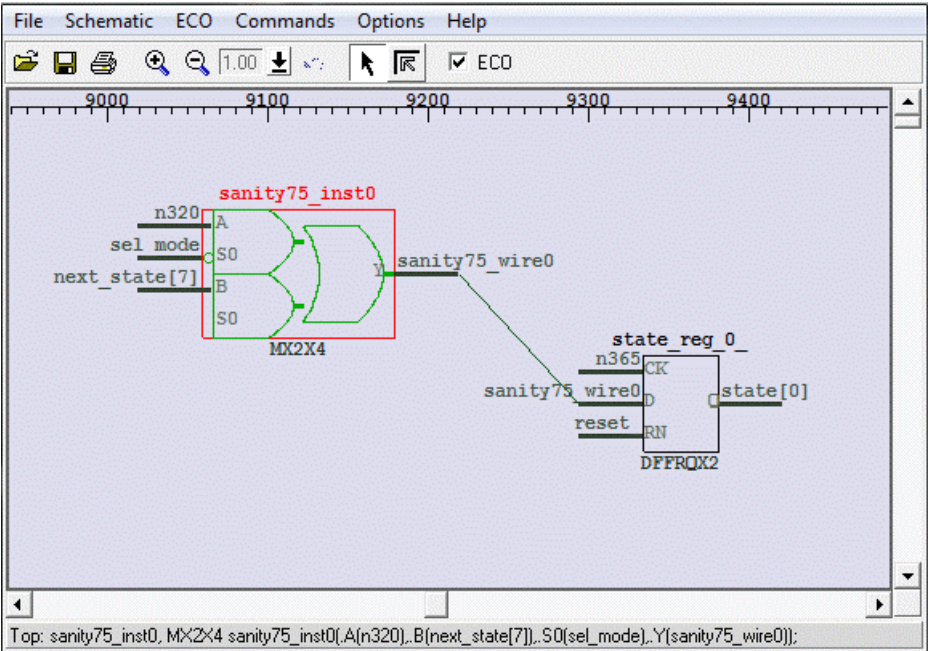 File Schematic ECO Commands Options Help
1.00 ECO
9000 9100 9200 9300 9400
sanity75_inst0
n320 A
sel_mode S0
sanity75_wire0
Y
next_state[7] B
S0
MX2X4
state_reg_0_
n365 CK
sanity75_wire0 D Q state[0]
reset RN
DFFRQX2
Top: sanity75_inst0, MX2X4 sanity75_inst0(.A(n320),.B(next_state[7]),.S0(sel_mode),.Y(sanity75_wire0));